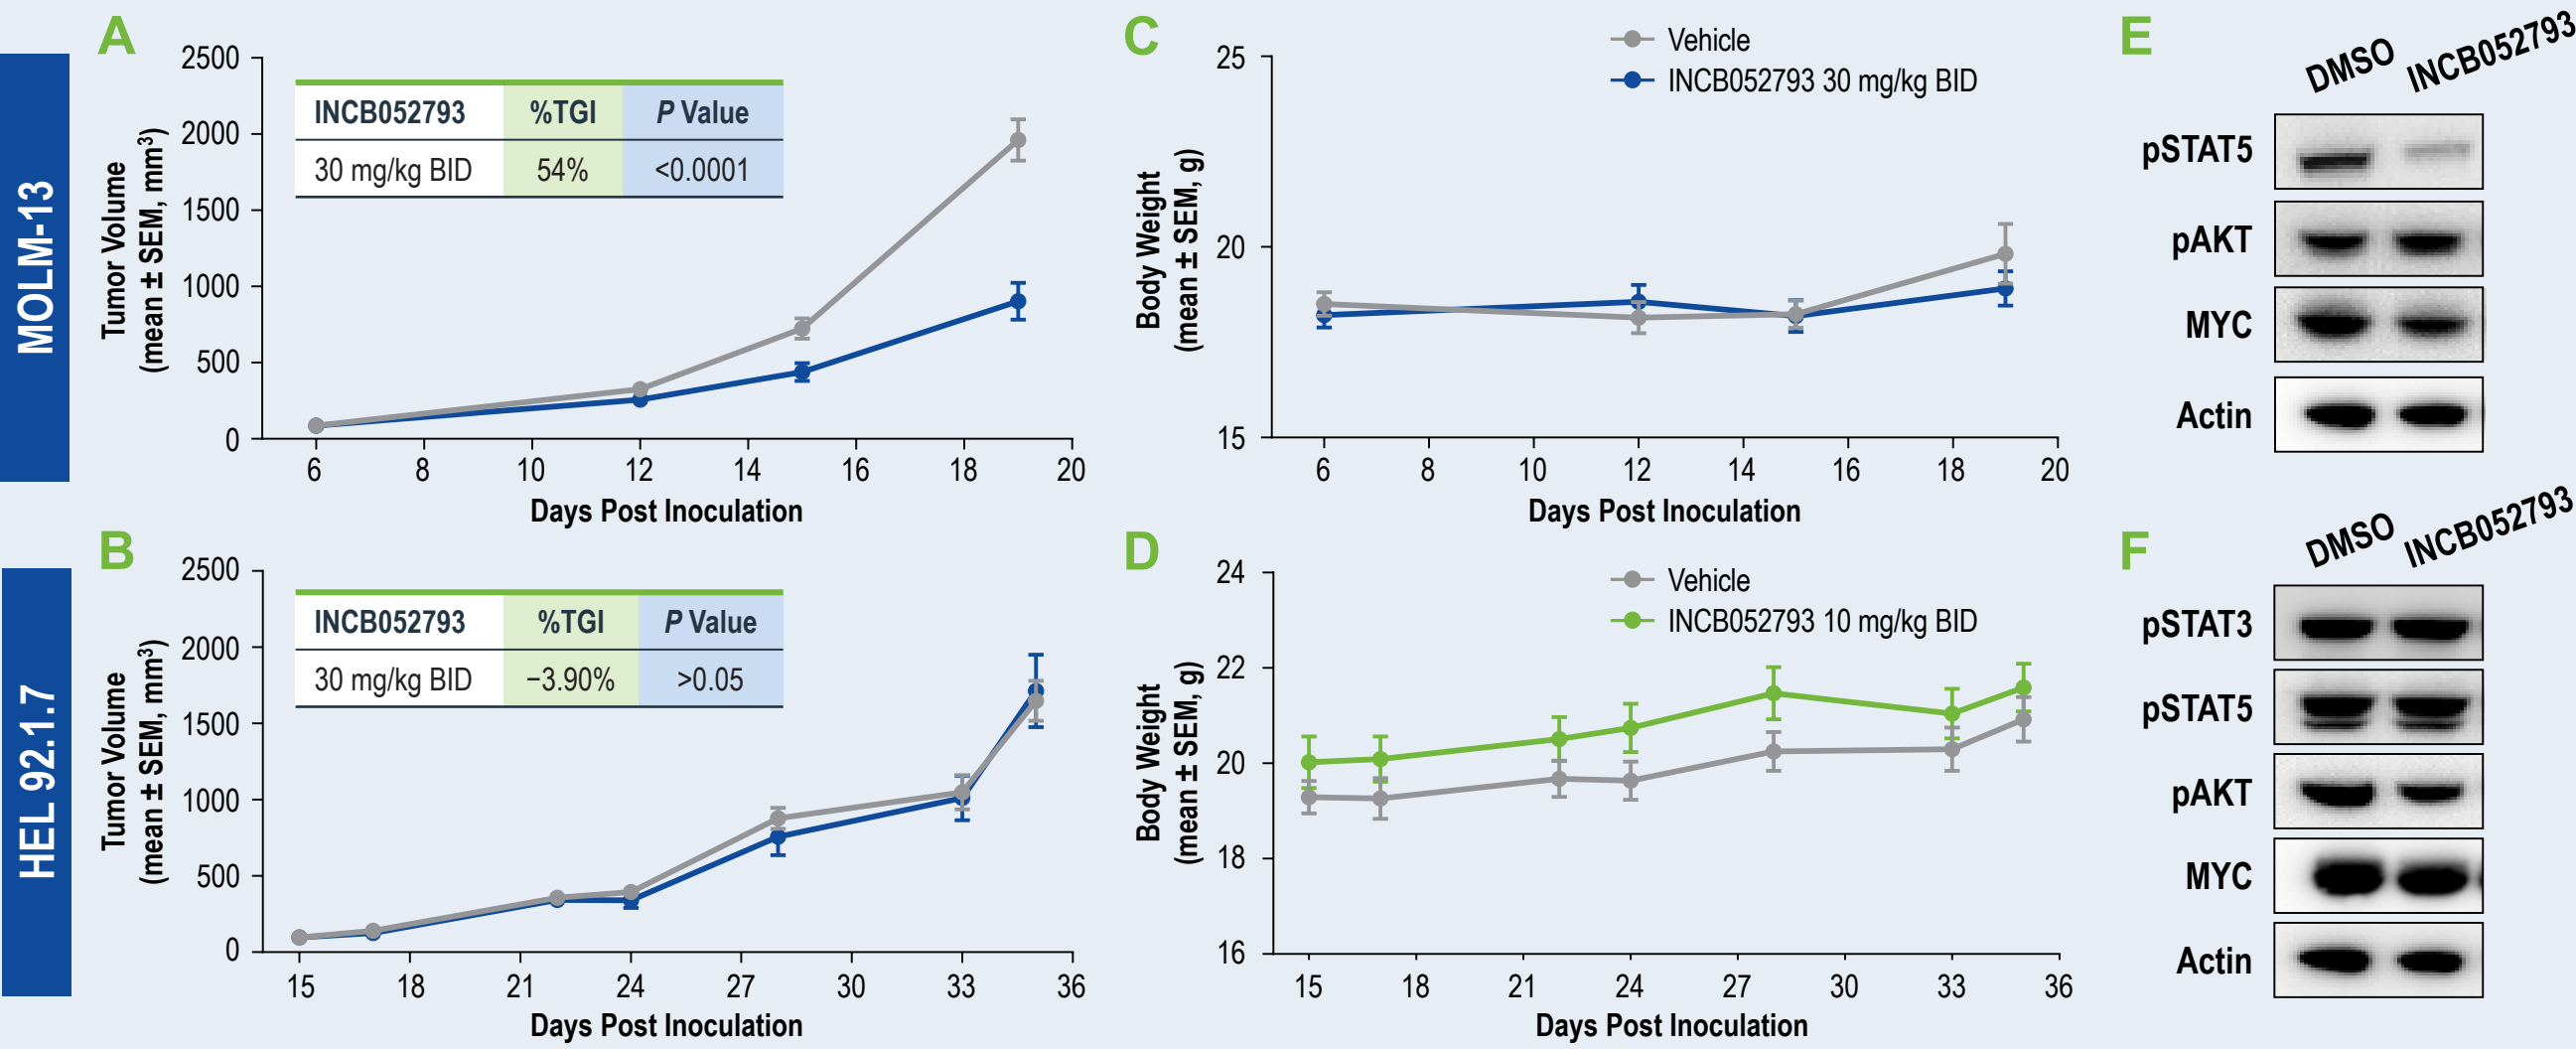 MOLM-13
A
2500
2000
1500
1000
500
0
Tumor Volume
(mean ± SEM, mm³)
INCB052793 %TGI P Value
30 mg/kg BID 54% <0.0001
6 8 10 12 14 16 18 20
Days Post Inoculation
C
Vehicle
INCB052793 30 mg/kg BID
25
20
15
Body Weight
(mean ± SEM, g)
6 8 10 12 14 16 18 20
Days Post Inoculation
E
DMSO INCB052793
pSTAT5
pAKT
MYC
Actin
HEL 92.1.7
B
2500
2000
1500
1000
500
0
Tumor Volume
(mean ± SEM, mm³)
INCB052793 %TGI P Value
30 mg/kg BID −3.90% >0.05
15 18 21 24 27 30 33 36
Days Post Inoculation
D
Vehicle
INCB052793 10 mg/kg BID
24
22
20
18
16
Body Weight
(mean ± SEM, g)
15 18 21 24 27 30 33 36
Days Post Inoculation
F
DMSO INCB052793
pSTAT3
pSTAT5
pAKT
MYC
Actin